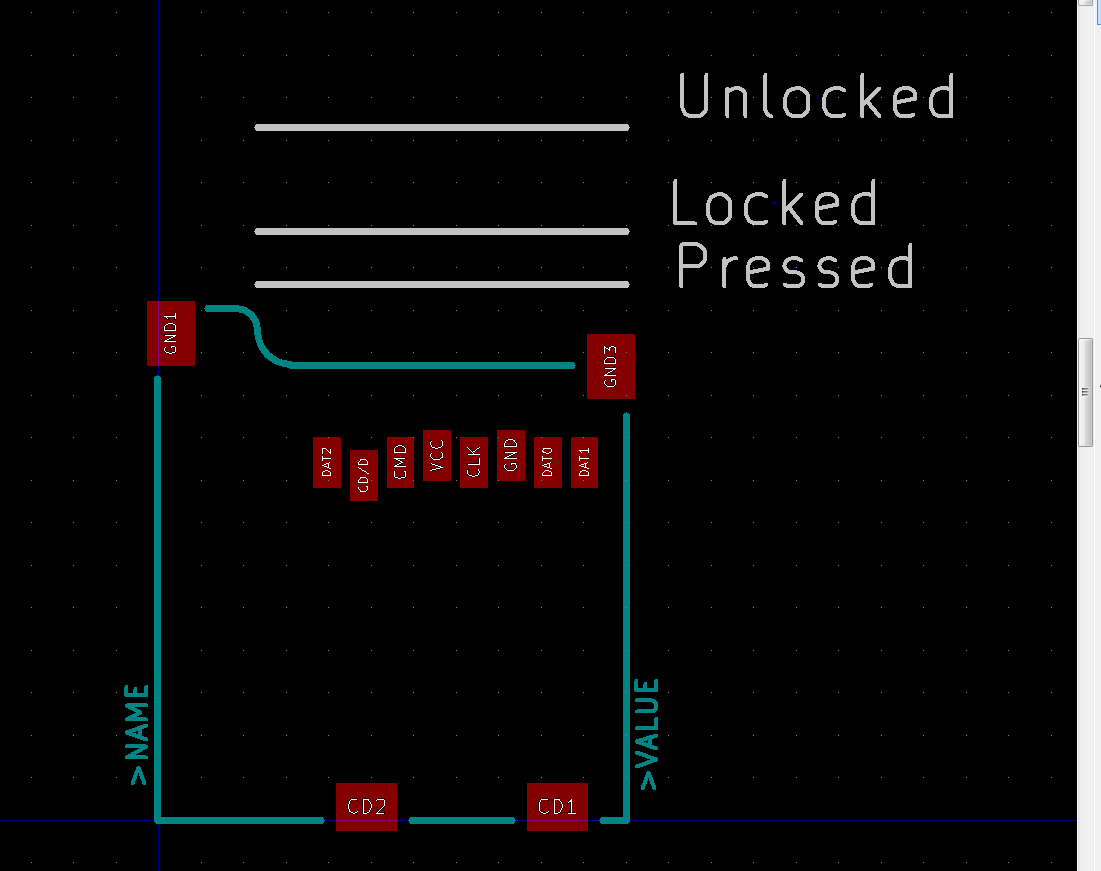 Unlocked
Locked
Pressed
GND1
GND3
DAT2
CD/D
CMD
VCC
CLK
GND
DAT0
DAT1
>NAME
>VALUE
CD2
CD1